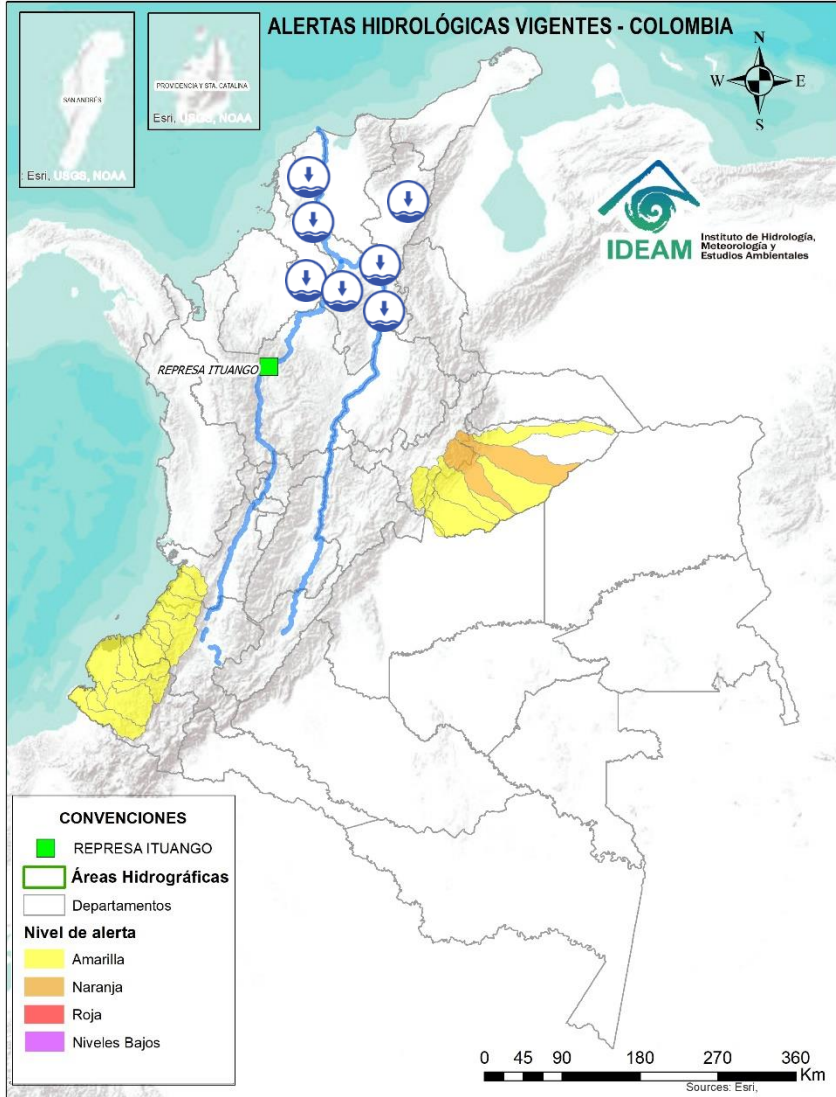 ALERTAS HIDROLÓGICAS VIGENTES - COLOMBIA
SAN ANDRÉS
Esri, USGS, NOAA
PROVIDENCIA Y STA. CATALINA
Esri, USGS, NOAA
N
W
E
S
IDEAM
Instituto de Hidrología,
Meteorología y
Estudios Ambientales
REPRESA ITUANGO
CONVENCIONES
REPRESA ITUANGO
Áreas Hidrográficas
Departamentos
Nivel de alerta
Amarilla
Naranja
Roja
Niveles Bajos
0 45 90 180 270 360
Km
Sources: Esri,